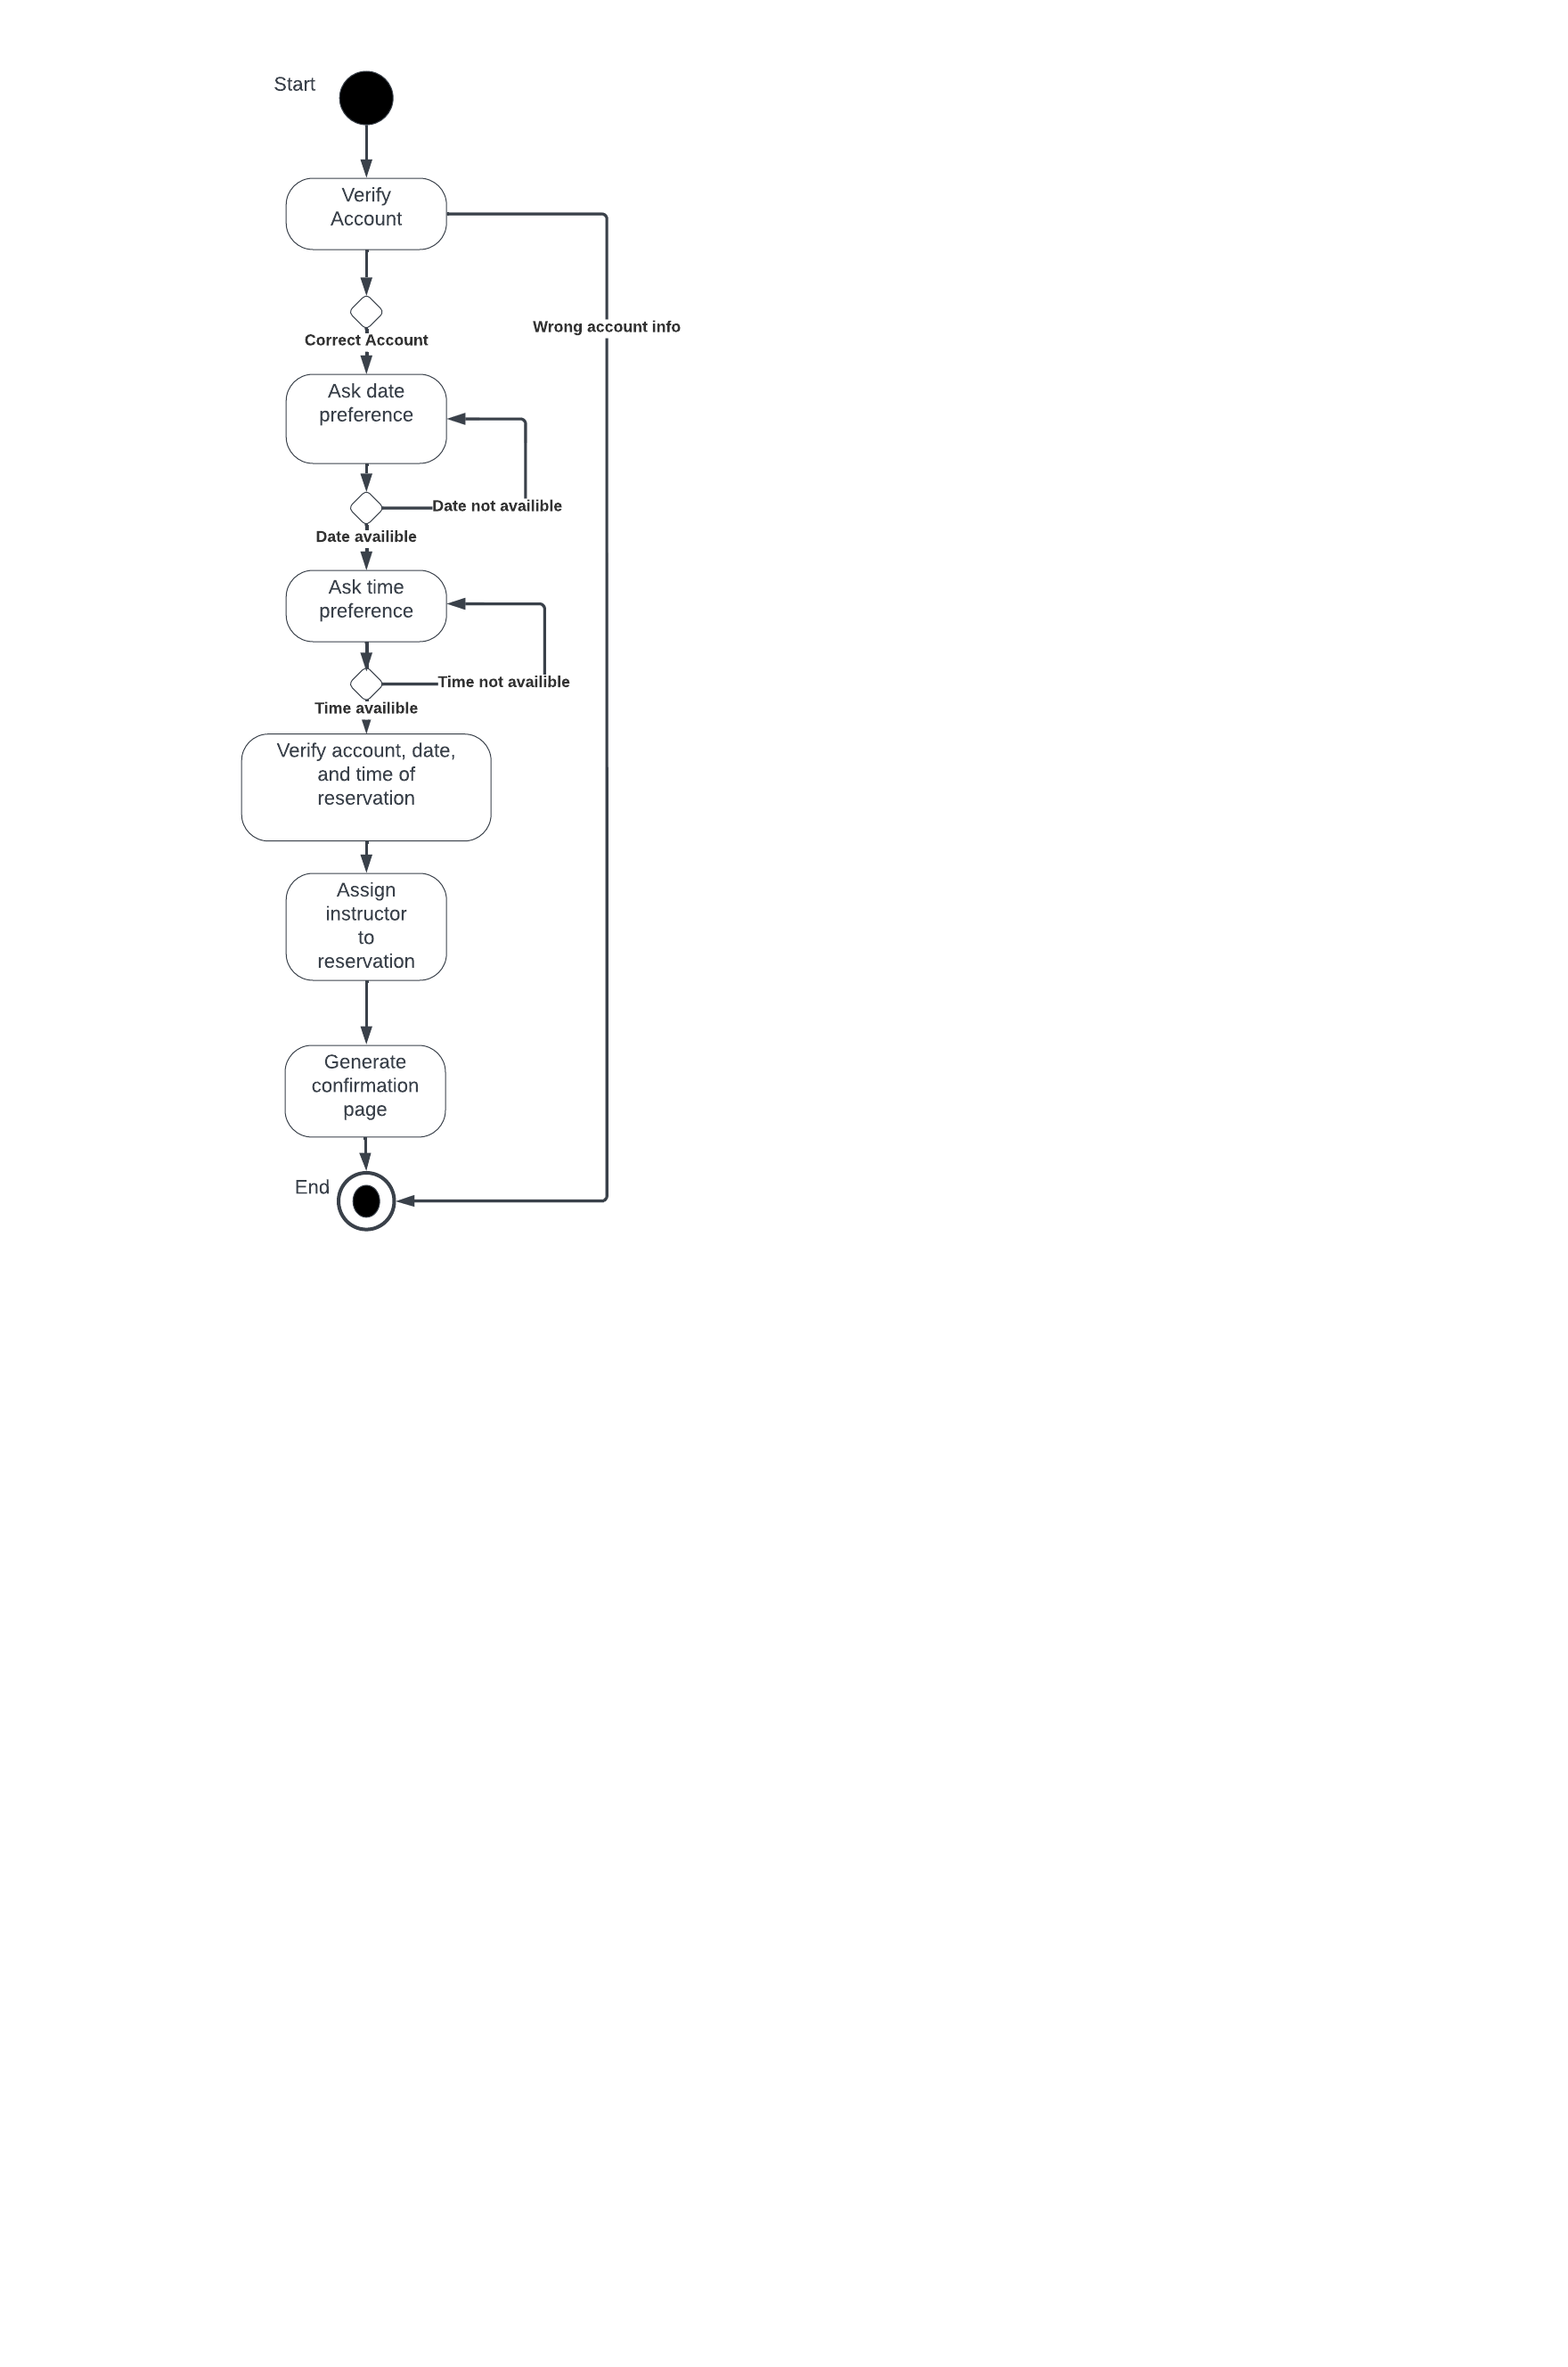 Start
Verify
Account
Wrong account info
Correct Account
Ask date
preference
Date not availible
Date availible
Ask time
preference
Time not availible
Time availible
Verify account, date,
and time of
reservation
Assign
instructor
to
reservation
Generate
confirmation
page
End